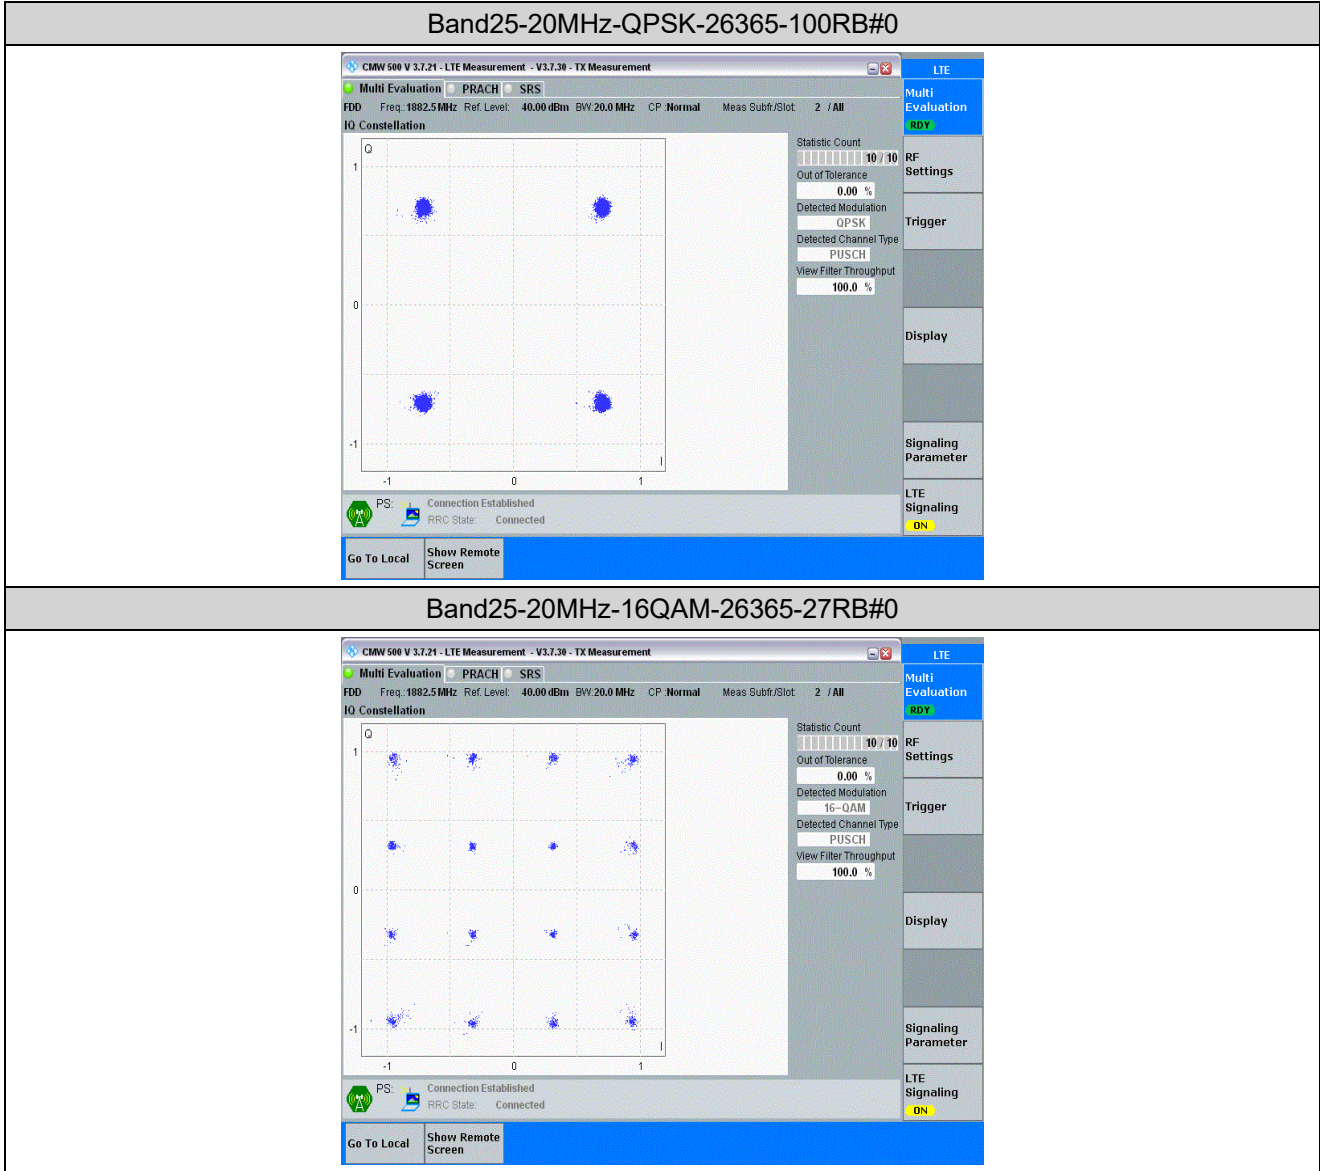 Band25-20MHz-QPSK-26365-100RB#0
CMW 500 V 3.7.21 - LTE Measurement - V3.7.30 - TX Measurement
LTE
Multi Evaluation PRACH SRS
Multi
Evaluation
RDY
FDD Freq.: 1882.5 MHz Ref. Level: 40.00 dBm BW: 20.0 MHz CP :Normal Meas Subfr./Slot: 2 / All
IQ Constellation
Q
1
0
-1
-1 0 1
I
Statistic Count
10 / 10
Out of Tolerance
0.00 %
Detected Modulation
QPSK
Detected Channel Type
PUSCH
View Filter Throughput
100.0 %
RF
Settings
Trigger
Display
Signaling
Parameter
LTE
Signaling
ON
PS: Connection Established
RRC State: Connected
Go To Local
Show Remote
Screen
Band25-20MHz-16QAM-26365-27RB#0
CMW 500 V 3.7.21 - LTE Measurement - V3.7.30 - TX Measurement
LTE
Multi Evaluation PRACH SRS
Multi
Evaluation
RDY
FDD Freq.: 1882.5 MHz Ref. Level: 40.00 dBm BW: 20.0 MHz CP :Normal Meas Subfr./Slot: 2 / All
IQ Constellation
Q
1
0
-1
-1 0 1
I
Statistic Count
10 / 10
Out of Tolerance
0.00 %
Detected Modulation
16-QAM
Detected Channel Type
PUSCH
View Filter Throughput
100.0 %
RF
Settings
Trigger
Display
Signaling
Parameter
LTE
Signaling
ON
PS: Connection Established
RRC State: Connected
Go To Local
Show Remote
Screen